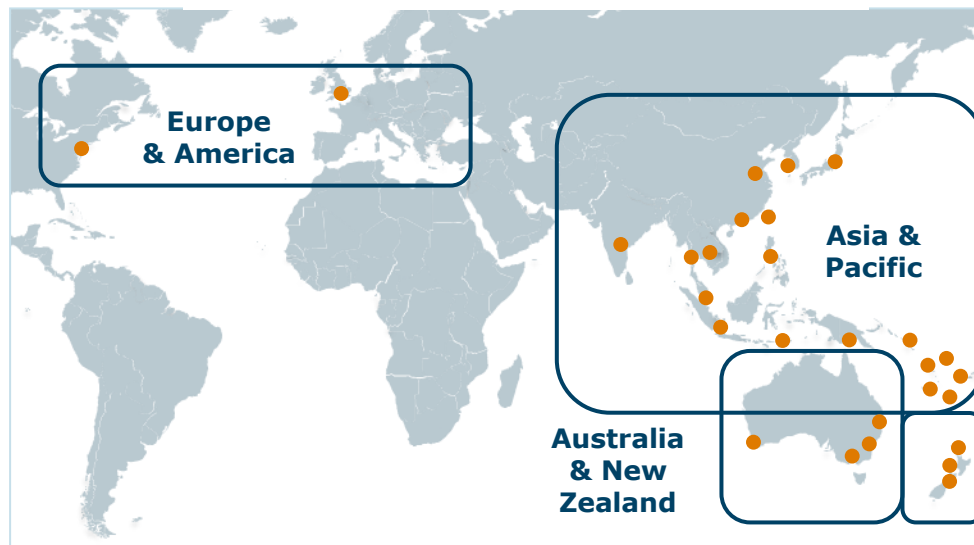 Europe
& America
Asia &
Pacific
Australia
& New
Zealand